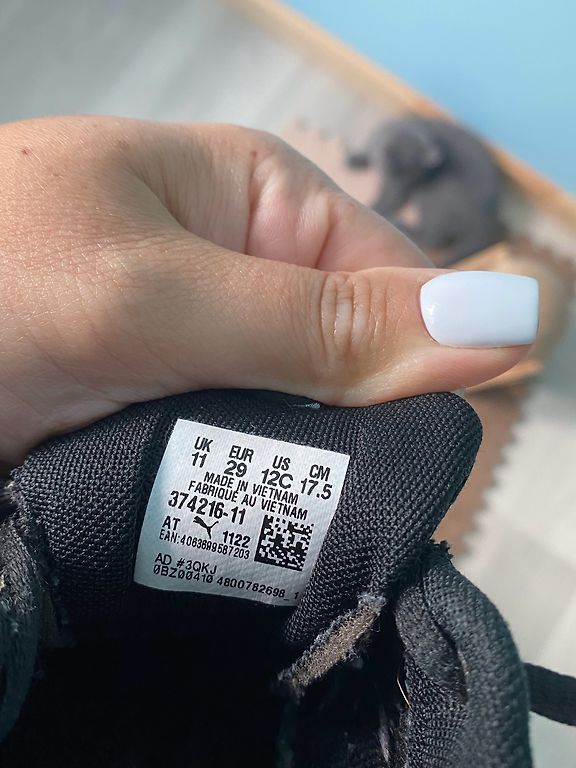 UK EUR US CM
11 29 12C 17.5
MADE IN VIETNAM
FABRIQUÉ AU VIETNAM
374216-11
AT 1122
EAN:4063699587203
AD #3QKJ
0BZ00410 4800782698_1